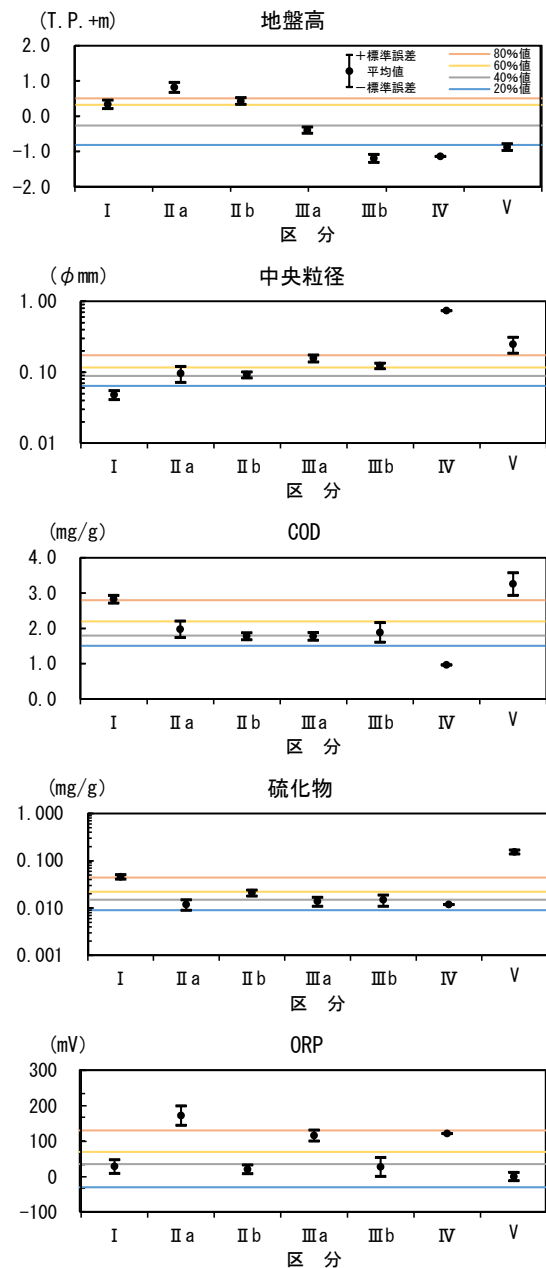 (T.P.+m) 地盤高
2.0
1.0
0.0
-1.0
-2.0
+標準誤差
平均値
-標準誤差
80%値
60%値
40%値
20%値
Ⅰ Ⅱa Ⅱb Ⅲa Ⅲb Ⅳ Ⅴ
区 分
(φmm) 中央粒径
1.00
0.10
0.01
Ⅰ Ⅱa Ⅱb Ⅲa Ⅲb Ⅳ Ⅴ
区 分
(mg/g) COD
4.0
3.0
2.0
1.0
0.0
Ⅰ Ⅱa Ⅱb Ⅲa Ⅲb Ⅳ Ⅴ
区 分
(mg/g) 硫化物
1.000
0.100
0.010
0.001
Ⅰ Ⅱa Ⅱb Ⅲa Ⅲb Ⅳ Ⅴ
区 分
(mV) ORP
300
200
100
0
-100
Ⅰ Ⅱa Ⅱb Ⅲa Ⅲb Ⅳ Ⅴ
区 分